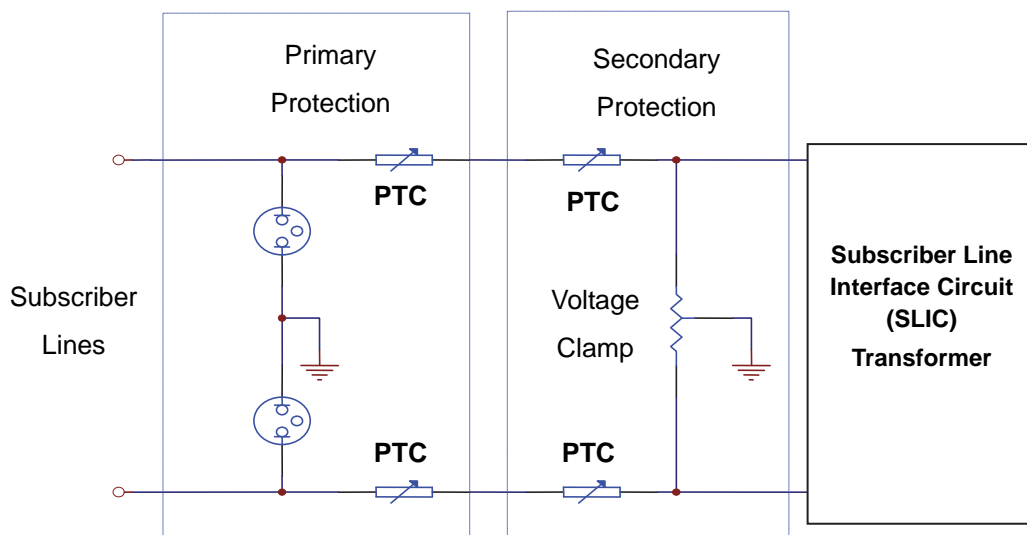 Primary
Protection
Secondary
Protection
PTC
PTC
Subscriber
Lines
Voltage
Clamp
Subscriber Line
Interface Circuit
(SLIC)
Transformer
PTC
PTC